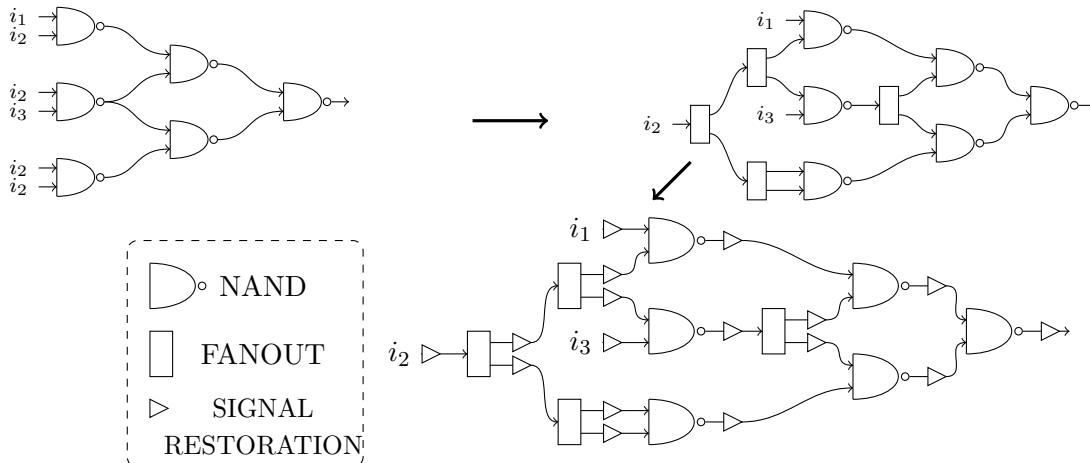 i₁
i₂
i₂
i₃
i₂
i₂
i₁
i₃
i₂
i₁
i₃
i₂
NAND
FANOUT
SIGNAL
RESTORATION